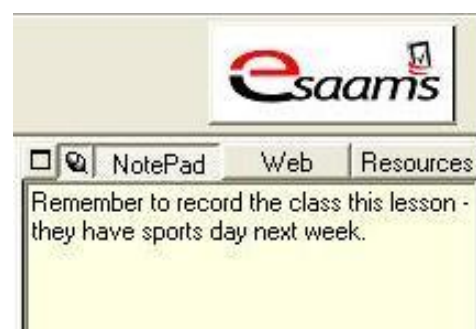 esaams
NotePad Web Resources
Remember to record the class this lesson -
they have sports day next week.